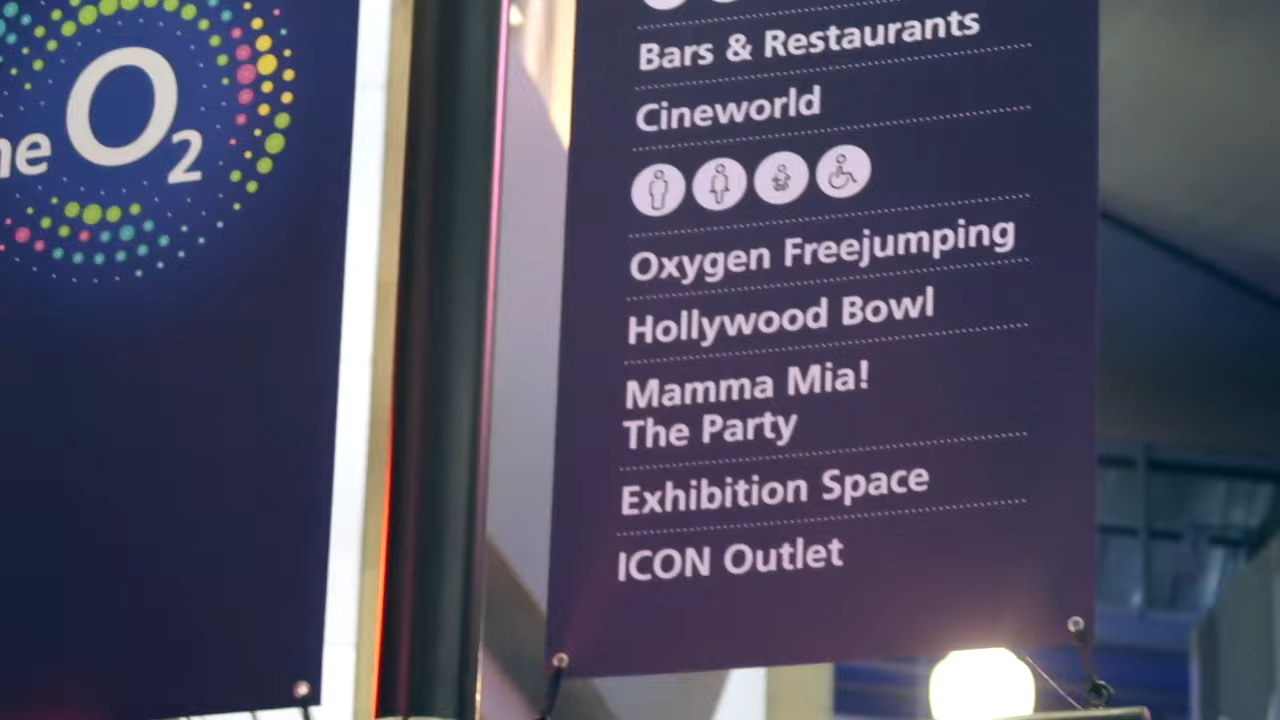 he O2
Bars & Restaurants
Cineworld
Oxygen Freejumping
Hollywood Bowl
Mamma Mia!
The Party
Exhibition Space
ICON Outlet